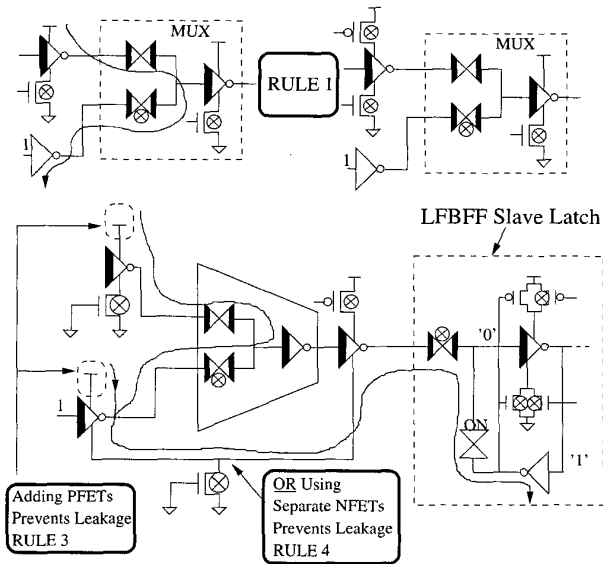 MUX
RULE 1
MUX
1
1
LFBFF Slave Latch
'0'
1
ON
'1'
Adding PFETs
Prevents Leakage
RULE 3
OR Using
Separate NFETs
Prevents Leakage
RULE 4